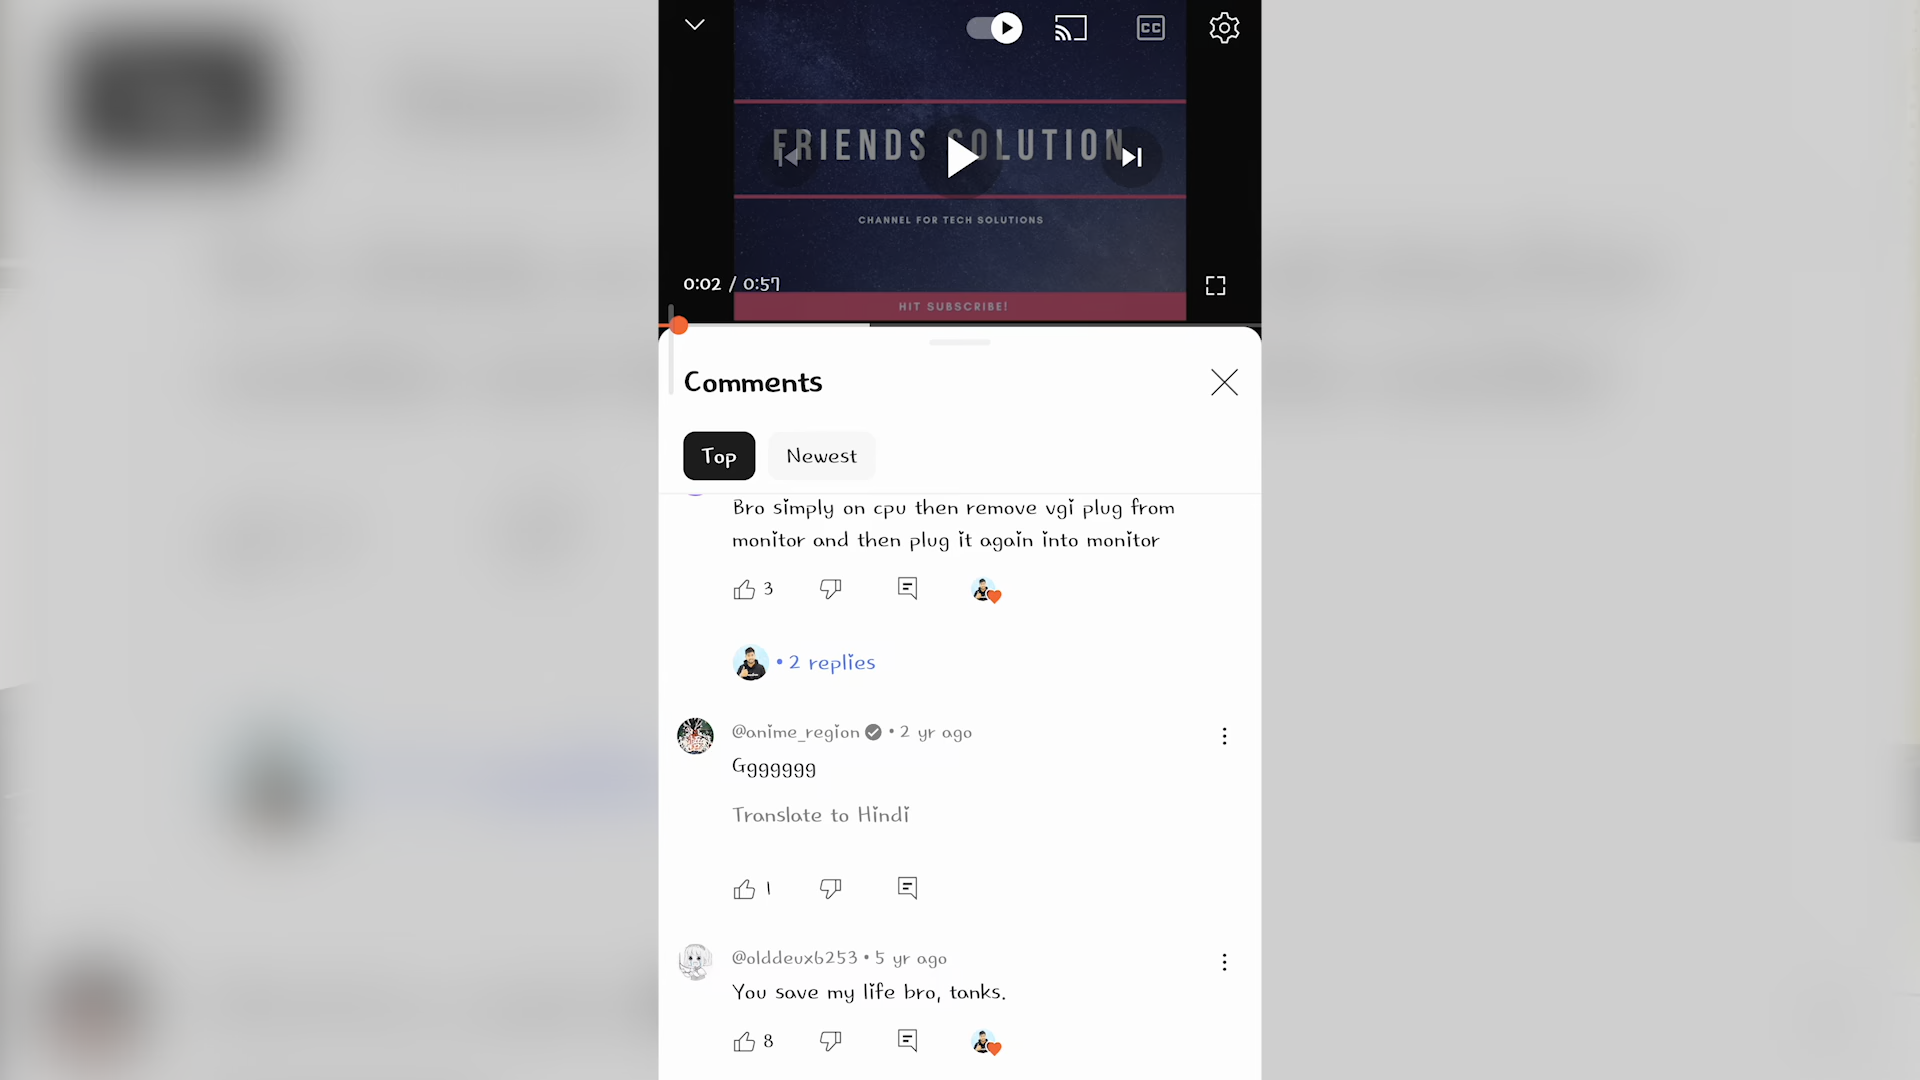 CC
FRIENDS SOLUTION
CHANNEL FOR TECH SOLUTIONS
0:02 / 0:57
HIT SUBSCRIBE!
Comments
Top
Newest
Bro simply on cpu then remove vgi plug from
monitor and then plug it again into monitor
3
• 2 replies
@anime_region • 2 yr ago
Ggggggg
Translate to Hindi
1
@olddeux6253 • 5 yr ago
You save my life bro, tanks.
8